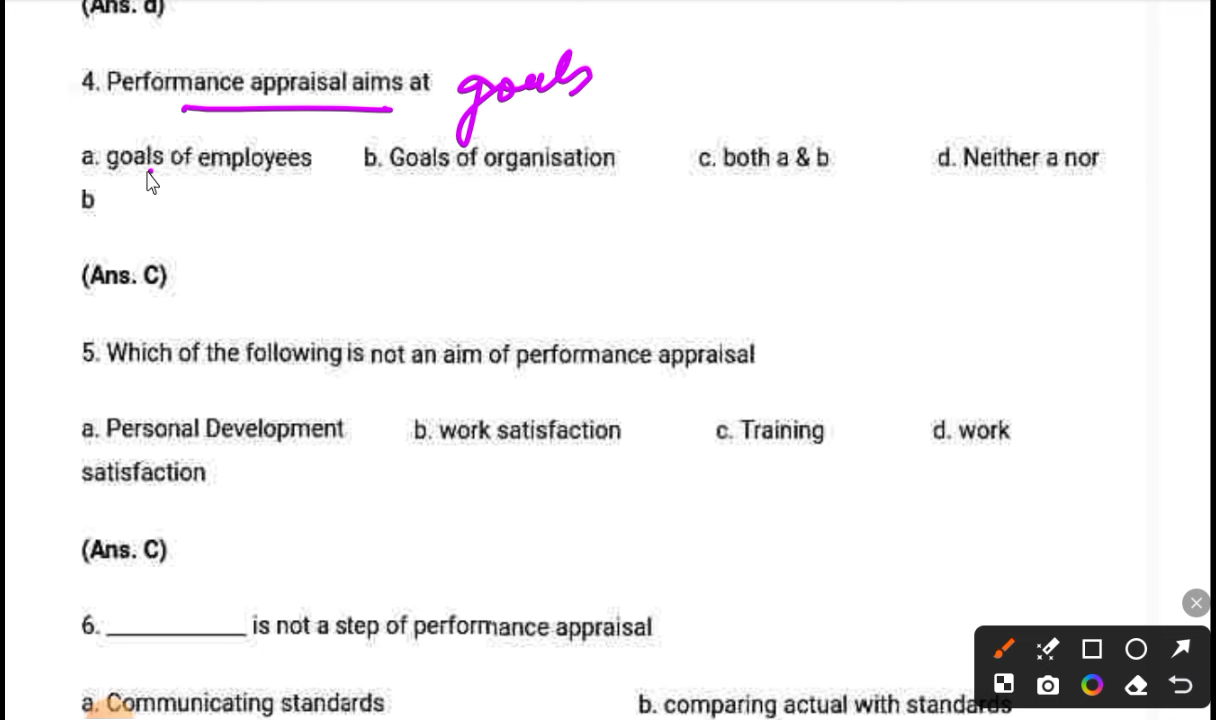 (Ans. d)
4. Performance appraisal aims at goals
a. goals of employees b. Goals of organisation c. both a & b d. Neither a nor
b
(Ans. C)
5. Which of the following is not an aim of performance appraisal
a. Personal Development b. work satisfaction c. Training d. work
satisfaction
(Ans. C)
6. ___________ is not a step of performance appraisal
a. Communicating standards b. comparing actual with standards